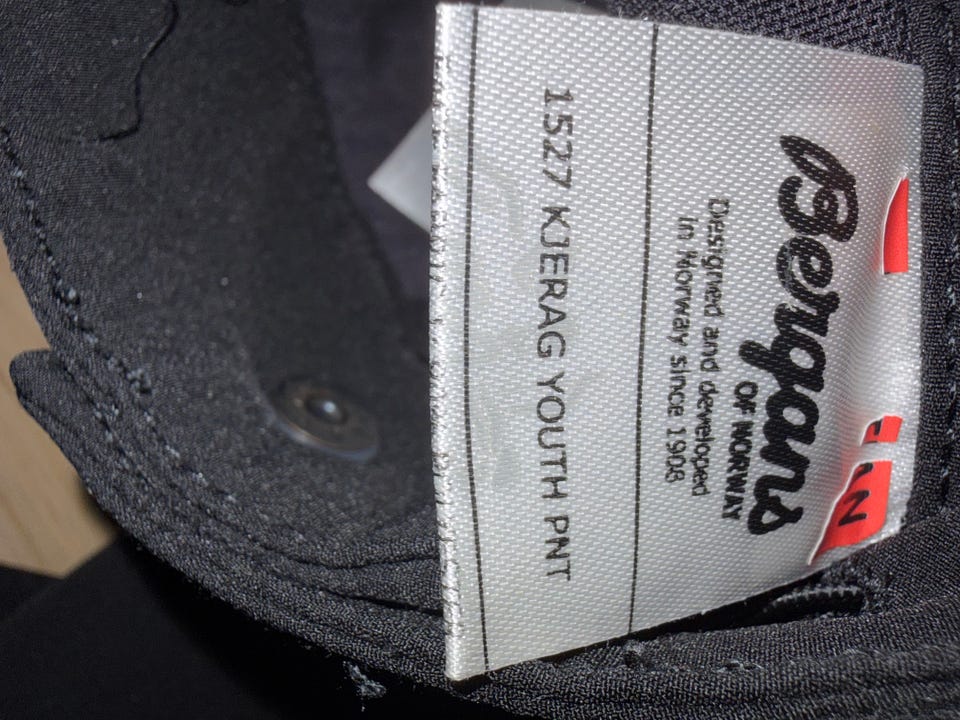 Bergans
OF NORWAY
Designed and developed
in Norway since 1908
1527 KJERAG YOUTH PNT